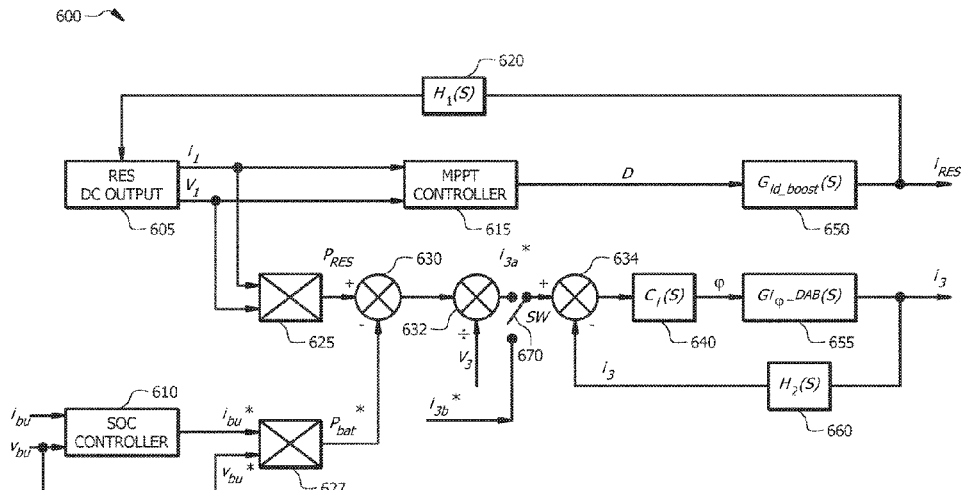 600
620
H1(S)
i1
V1
RES
DC OUTPUT
605
MPPT
CONTROLLER
615
D
GId_boost(S)
650
iRES
PRES
625
+
-
630
632
÷
V3
i3a*
SW
670
i3b*
+
-
634
i3
C1(S)
640
φ
GIφ_DAB(S)
655
i3
H2(S)
660
610
ibu
vbu
SOC
CONTROLLER
ibu*
vbu*
Pbat*
627